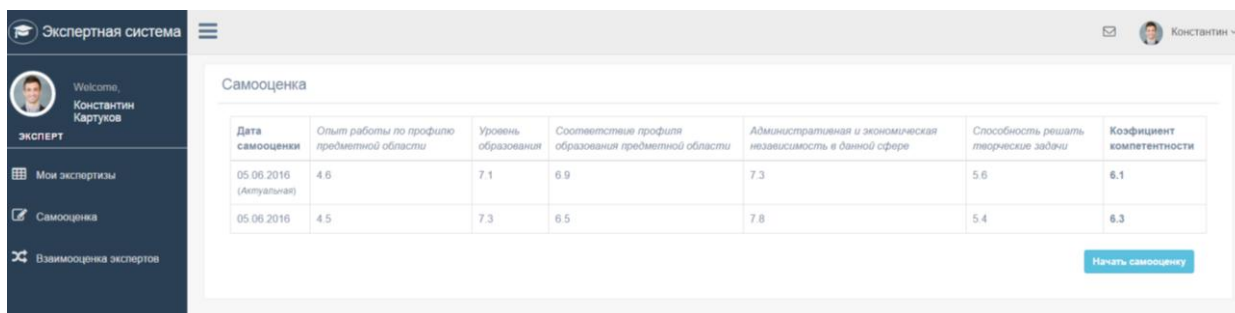 Экспертная система
Константин
Welcome,
Константин
Картуков
ЭКСПЕРТ
Мои экспертизы
Самооценка
Взаимооценка экспертов
Самооценка
Дата самооценки
Опыт работы по профилю предметной области
Уровень образования
Соответствие профиля образования предметной области
Административная и экономическая независимость в данной сфере
Способность решать творческие задачи
Коэфициент компетентности
05.06.2016 (Актуальная) 4.6 7.1 6.9 7.3 5.6 6.1
05.06.2016 4.5 7.3 6.5 7.8 5.4 6.3
Начать самооценку